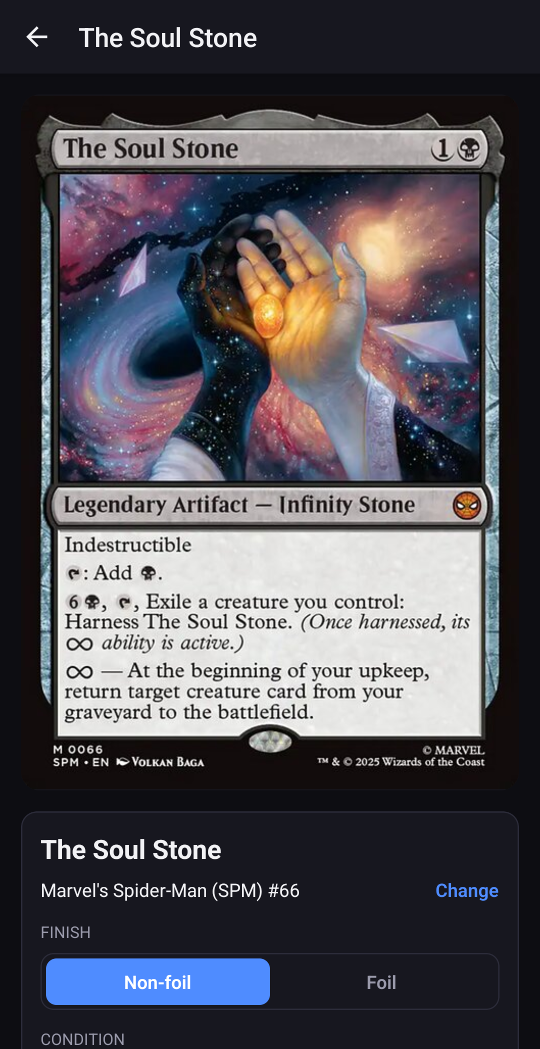 The Soul Stone
The Soul Stone 1
Legendary Artifact — Infinity Stone
Indestructible
: Add .
6 , , Exile a creature you control:
Harness The Soul Stone. (Once harnessed, its
∞ ability is active.)
∞ — At the beginning of your upkeep,
return target creature card from your
graveyard to the battlefield.
M 0066 © MARVEL
SPM • EN VOLKAN BAGA ™ & © 2025 Wizards of the Coast
The Soul Stone
Marvel's Spider-Man (SPM) #66 Change
FINISH
Non-foil Foil
CONDITION